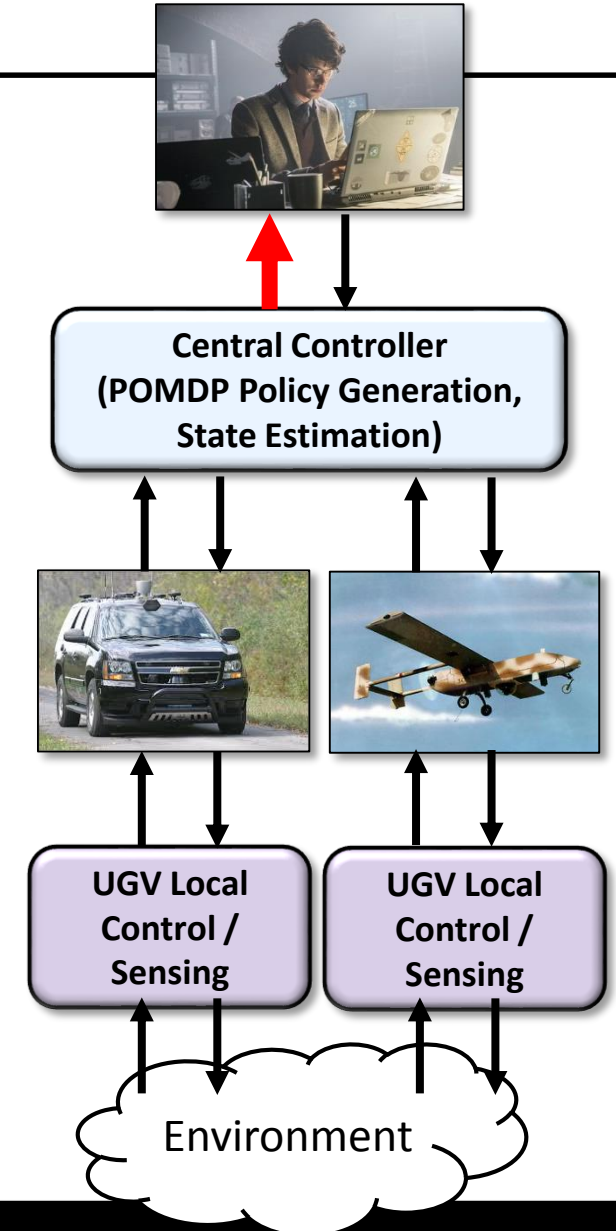 Central Controller
(POMDP Policy Generation,
State Estimation)
UGV Local
Control /
Sensing
UGV Local
Control /
Sensing
Environment